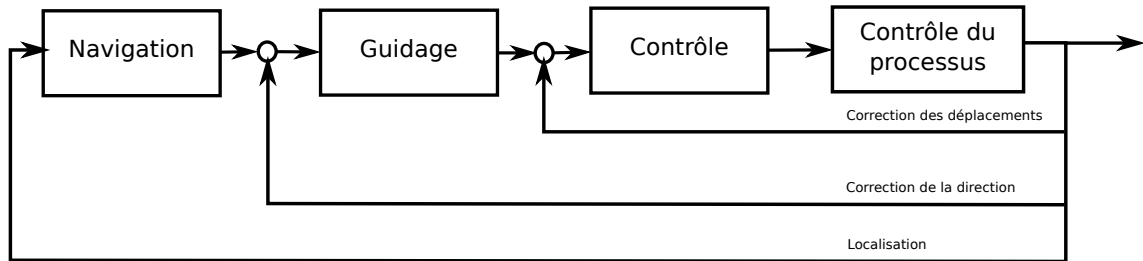 Navigation
Guidage
Contrôle
Contrôle du
processus
Correction des déplacements
Correction de la direction
Localisation